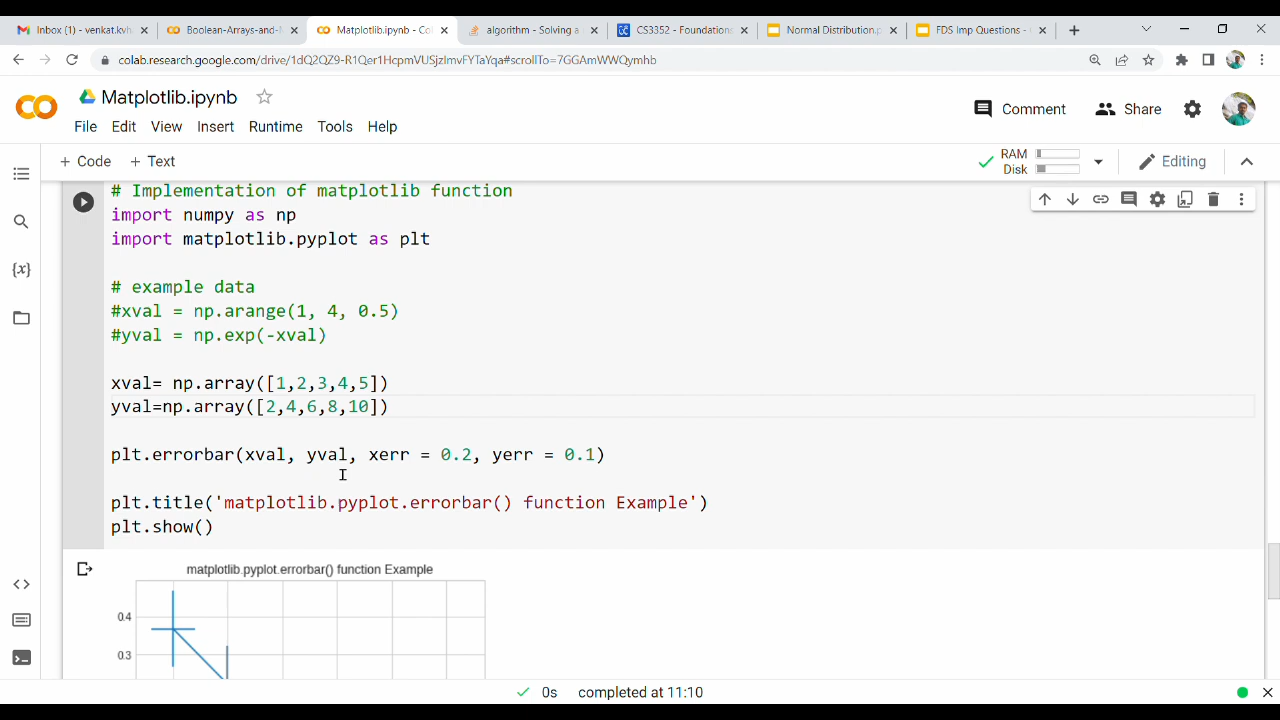 Inbox (1) - venkat.kvh
Boolean-Arrays-and-
Matplotlib.ipynb - Co
algorithm - Solving a
CS3352 - Foundations
Normal Distribution.p
FDS Imp Questions -
colab.research.google.com/drive/1dQ2QZ9-R1Qer1HcpmVUSjzlmvFYTaYqa#scrollTo=7GGAmWWQymhb
Matplotlib.ipynb
Comment
Share
File Edit View Insert Runtime Tools Help
+ Code + Text
RAM
Disk
Editing
# Implementation of matplotlib function
import numpy as np
import matplotlib.pyplot as plt
# example data
#xval = np.arange(1, 4, 0.5)
#yval = np.exp(-xval)
xval= np.array([1,2,3,4,5])
yval=np.array([2,4,6,8,10])
plt.errorbar(xval, yval, xerr = 0.2, yerr = 0.1)
plt.title('matplotlib.pyplot.errorbar() function Example')
plt.show()
matplotlib.pyplot.errorbar() function Example
0.4
0.3
0s completed at 11:10